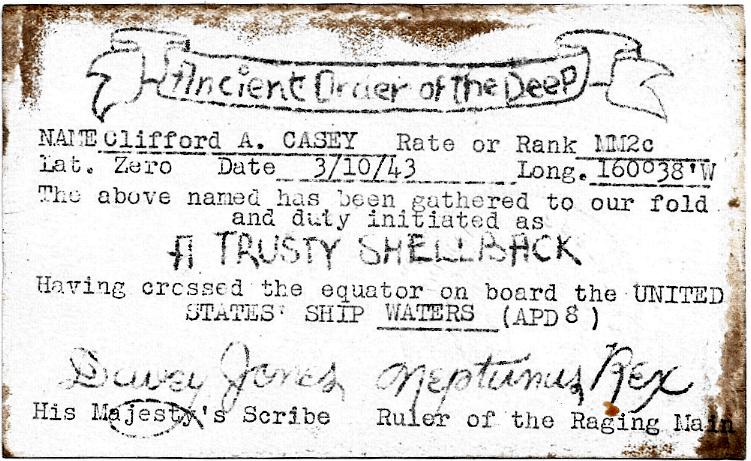 Ancient Order of The Deep
NAME Clifford A. CASEY Rate or Rank MM2c
Lat. Zero Date 3/10/43 Long. 160º38'W
The above named has been gathered to our fold
and duty initiated as
A TRUSTY SHELLBACK
Having crossed the equator on board the UNITED
STATES' SHIP WATERS (APD 8)
Davey Jones Neptunus Rex
His Majesty's Scribe Ruler of the Raging Main